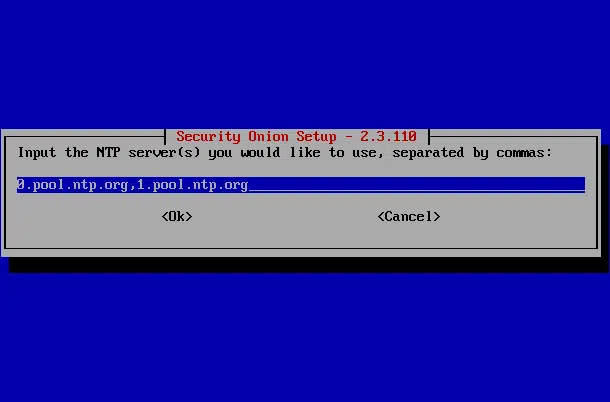 Security Onion Setup - 2.3.110
Input the NTP server(s) you would like to use, separated by commas:
0.pool.ntp.org,1.pool.ntp.org
<Ok> <Cancel>